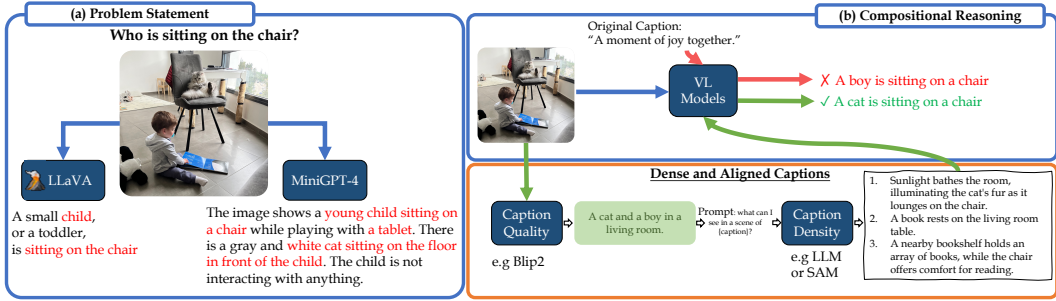 (a) Problem Statement
Who is sitting on the chair?
LLaVA
MiniGPT-4
A small child,
or a toddler,
is sitting on the chair
The image shows a young child sitting on
a chair while playing with a tablet. There
is a gray and white cat sitting on the floor
in front of the child. The child is not
interacting with anything.
(b) Compositional Reasoning
Original Caption:
“A moment of joy together.”
VL
Models
✗ A boy is sitting on a chair
✓ A cat is sitting on a chair
Dense and Aligned Captions
Caption
Quality
e.g Blip2
A cat and a boy in a
living room.
Prompt: what can I
see in a scene of
{caption}?
Caption
Density
e.g LLM
or SAM
1. Sunlight bathes the room,
illuminating the cat's fur as it
lounges on the chair.
2. A book rests on the living room
table.
3. A nearby bookshelf holds an
array of books, while the chair
offers comfort for reading.